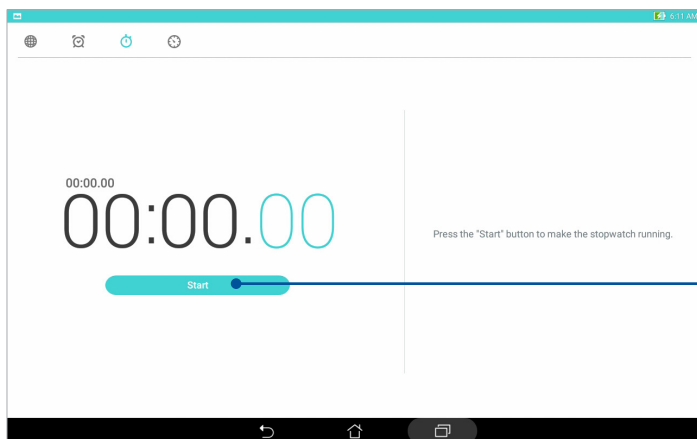 6:11 AM
00:00.00
00:00.00
Start
Press the "Start" button to make the stopwatch running.